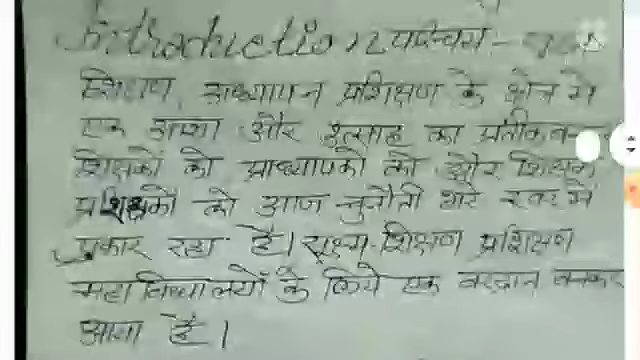 Introduction परिचय :-
शिक्षण, अध्यापन प्रशिक्षण के क्षेत्र में
एक आशा और उत्साह का प्रतीक
शिक्षकों को प्राध्यापकों को और शिक्षक
प्रशिक्षकों को आज चुनौती भरे स्वर में
पुकार रहा है। सूक्ष्म-शिक्षण प्रशिक्षण
महाविद्यालयों के लिये एक वरदान बनकर
आया है।